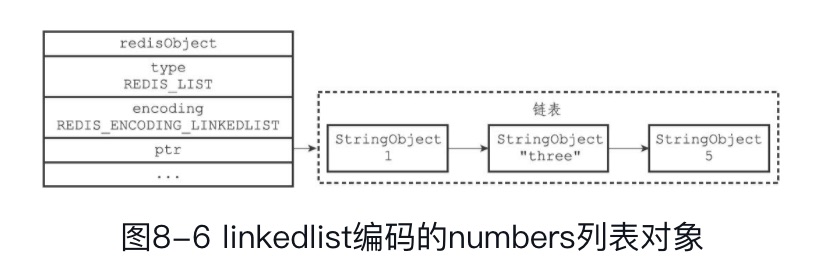 redisObject
type
REDIS_LIST
encoding
REDIS_ENCODING_LINKEDLIST
ptr
...
链表
StringObject
1
StringObject
"three"
StringObject
5
图8-6 linkedlist编码的numbers列表对象